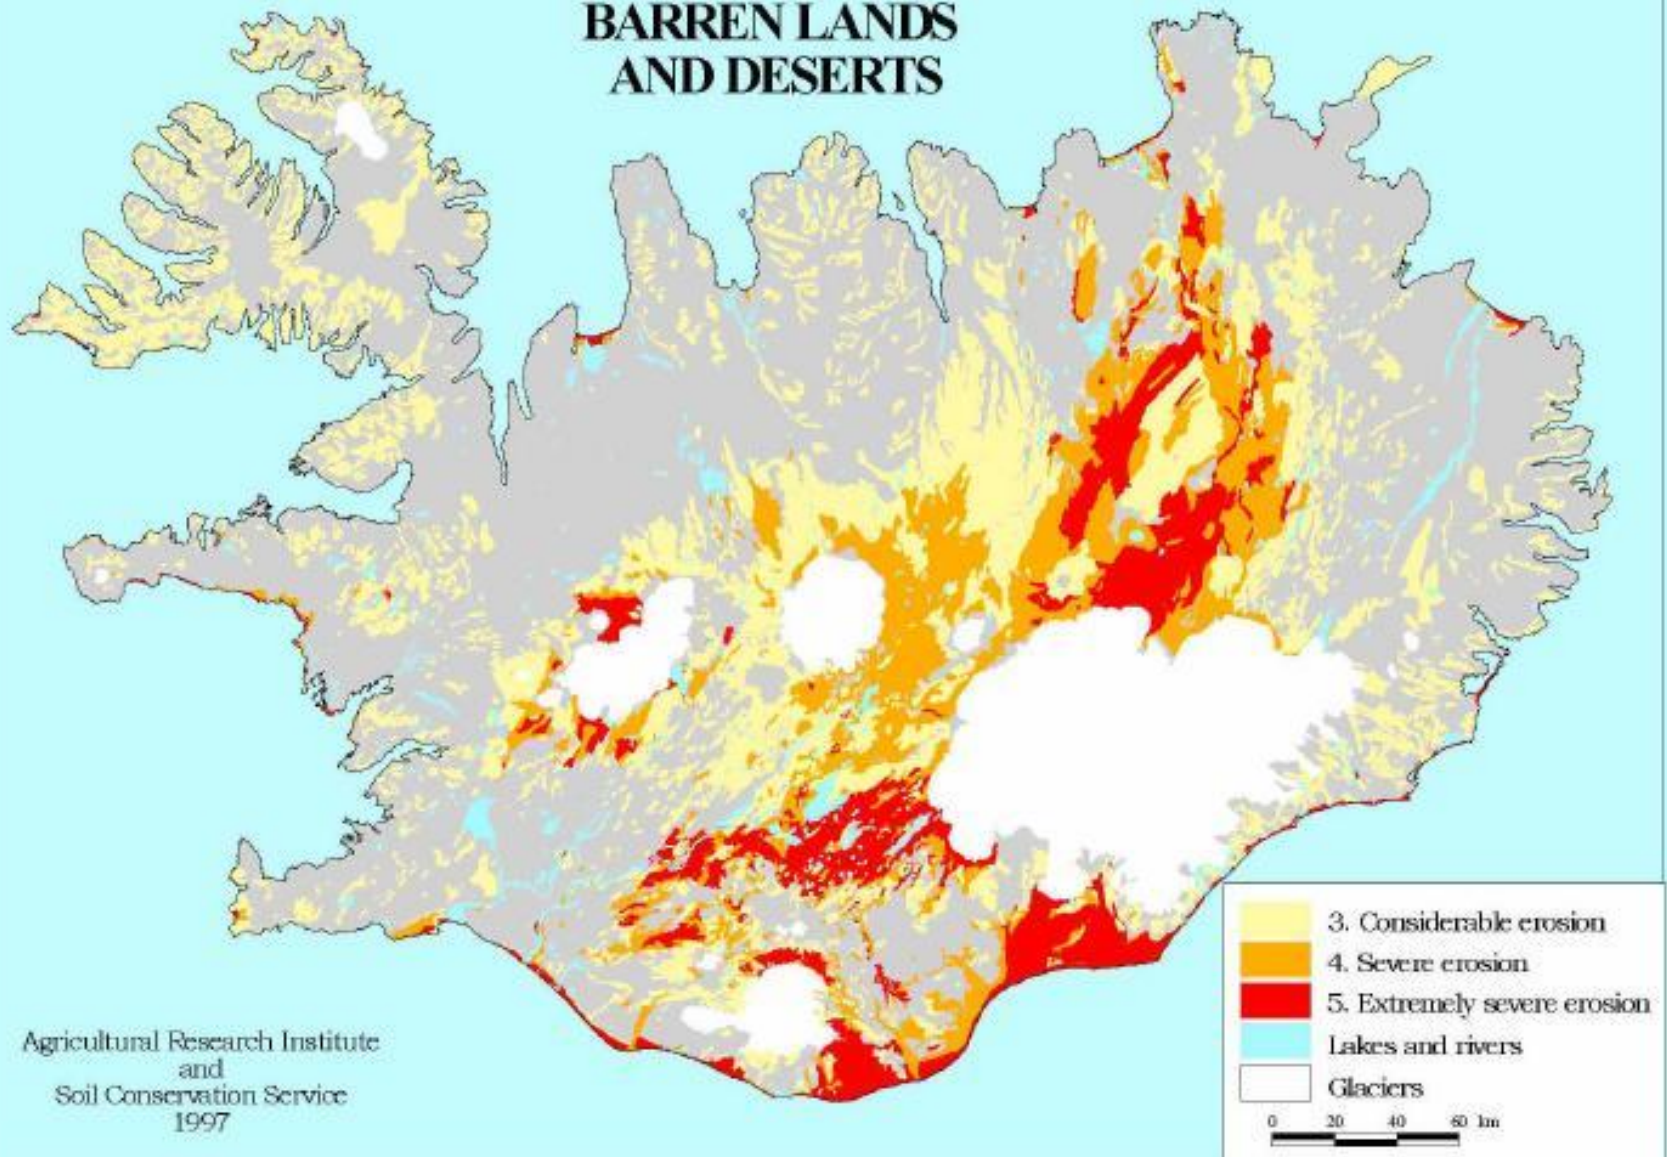 BARREN LANDS
AND DESERTS
3. Considerable erosion
4. Severe erosion
5. Extremely severe erosion
Lakes and rivers
Glaciers
0 20 40 60 km
Agricultural Research Institute
and
Soil Conservation Service
1997